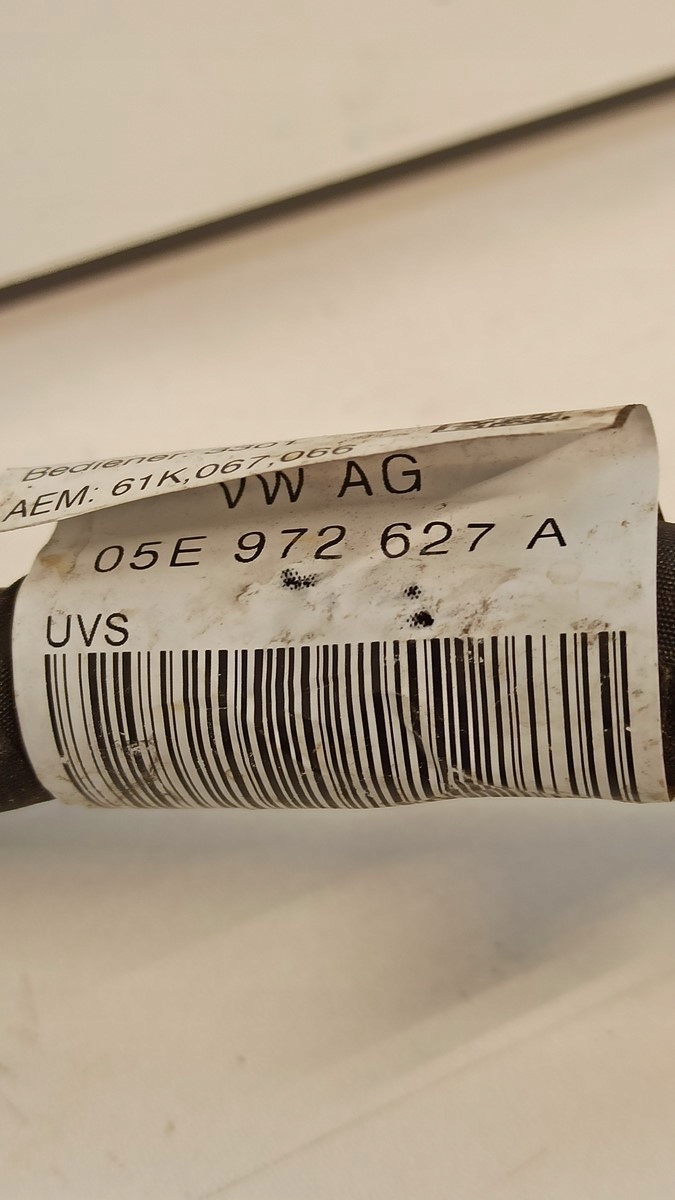 Bediener:
AEM: 61K,067,066
VW AG
05E 972 627 A
UVS